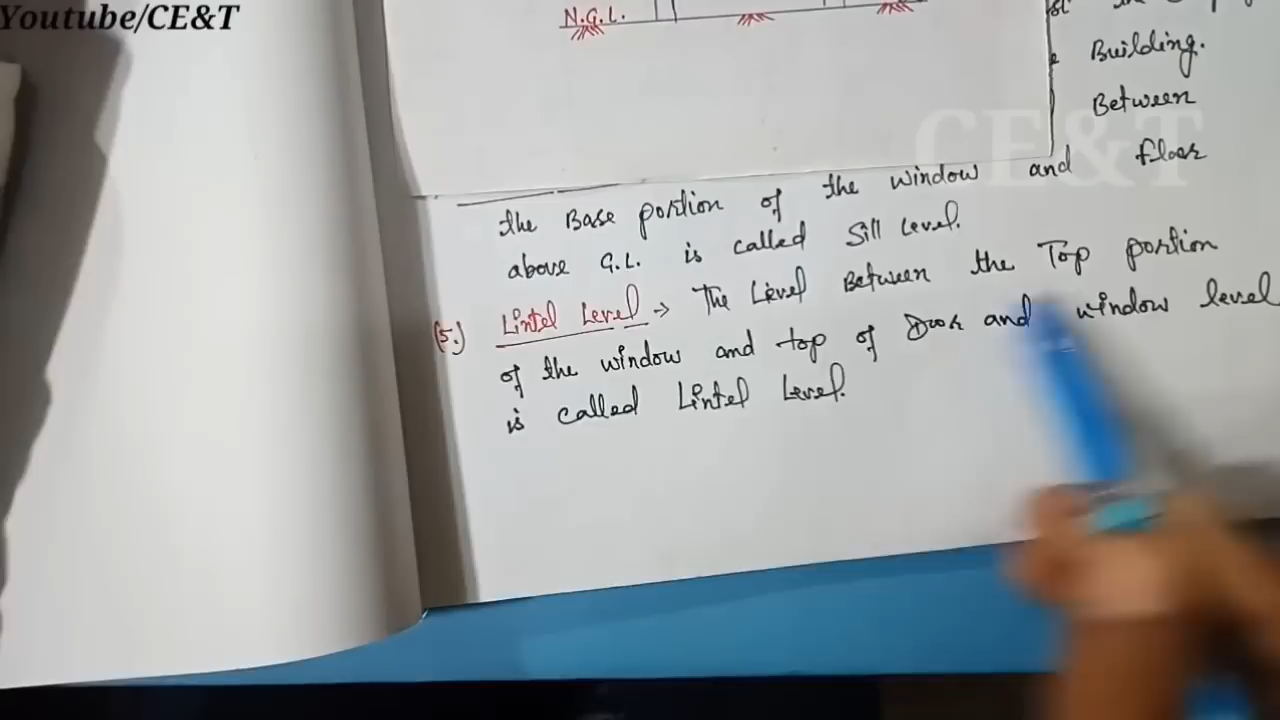 Youtube/CE&T
N.G.L.
Building.
Between
CE&T
the Base portion of the window and floor
above G.L. is called Sill Level.
(5.) Lintel Level → The Level Between the Top portion
of the window and top of Door and window level
is called Lintel Level.